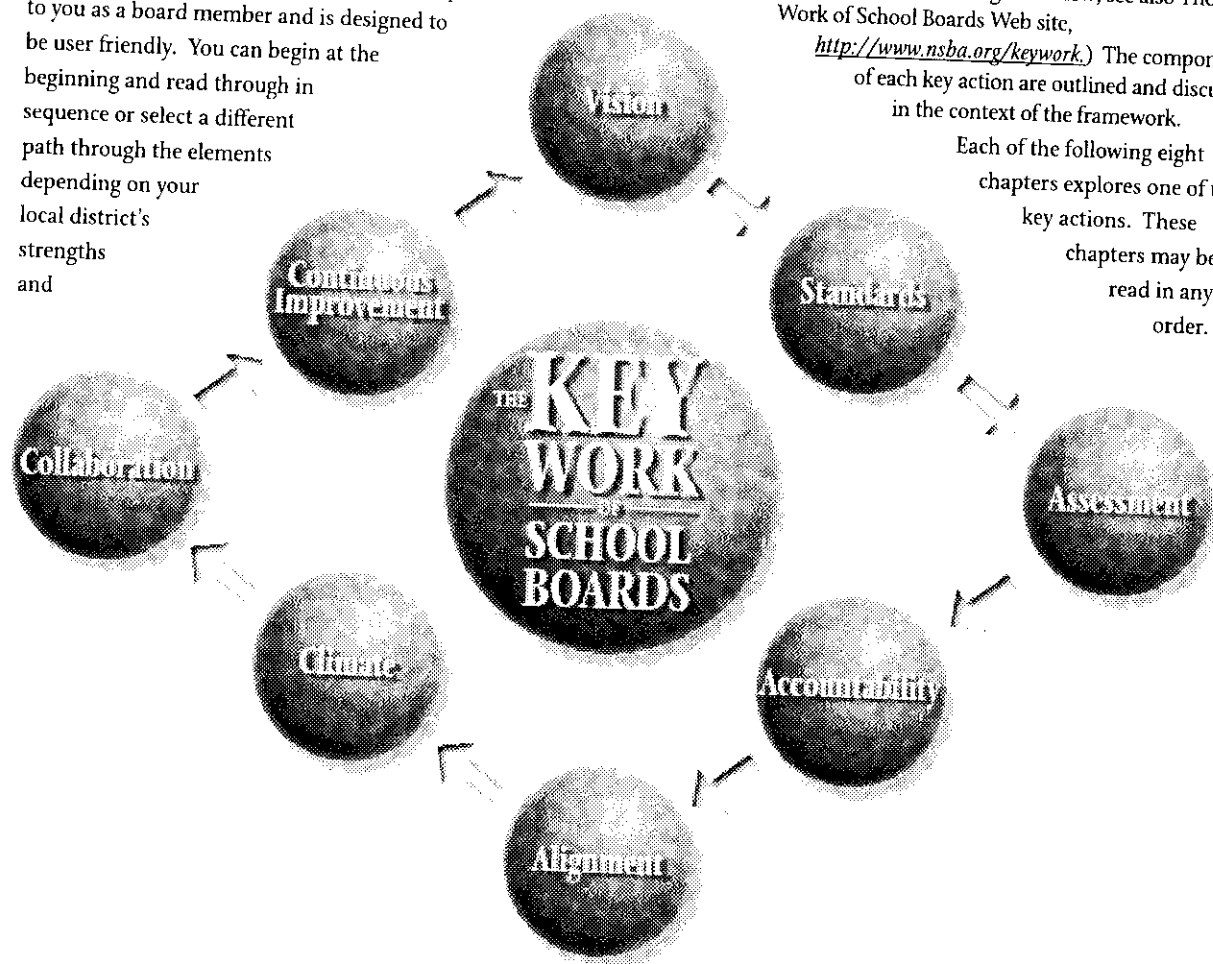 to you as a board member and is designed to
be user friendly. You can begin at the
beginning and read through in
sequence or select a different
path through the elements
depending on your
local district's
strengths
and
see also
Work of School Boards Web site,
http://www.nsba.org/keywork.) The
of each key action are outlined and
in the context of the framework.
Each of the following eight
chapters explores one of
key actions. These
chapters may be
read in any
order.
Vision
Standards
Assessment
Accountability
Alignment
Climate
Collaboration
Continuous
Improvement
THE KEY
WORK
OF
SCHOOL
BOARDS